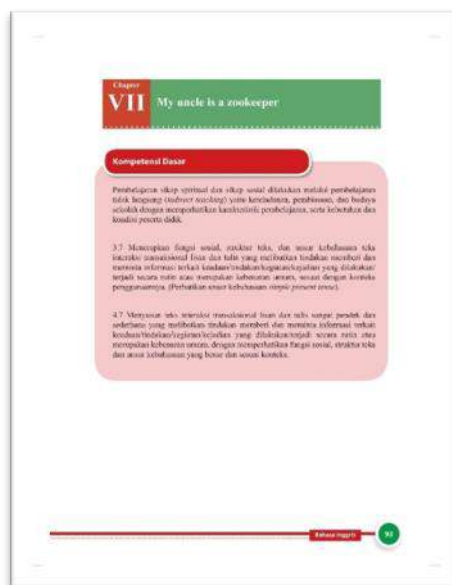 Chapter
VII My uncle is a zookeeper
Kompetensi Dasar
Pembelajaran sikap spiritual dan sikap sosial dilakukan melalui pembelajaran
tidak langsung (indirect teaching) yaitu keteladanan, pembiasaan, dan budaya
sekolah dengan memperhatikan karakteristik pembelajaran, serta kebutuhan dan
kondisi peserta didik.
3.7 Menerapkan fungsi sosial, struktur teks, dan unsur kebahasaan teks
interaksi transaksional lisan dan tulis yang melibatkan tindakan memberi dan
meminta informasi terkait keadaan/tindakan/kegiatan/kejadian yang dilakukan/
terjadi secara rutin atau merupakan kebenaran umum, sesuai dengan konteks
penggunaannya. (Perhatikan unsur kebahasaan simple present tense).
4.7 Menyusun teks interaksi transaksional lisan dan tulis sangat pendek dan
sederhana yang melibatkan tindakan memberi dan meminta informasi terkait
keadaan/tindakan/kegiatan/kejadian yang dilakukan/terjadi secara rutin atau
merupakan kebenaran umum, dengan memperhatikan fungsi sosial, struktur teks
dan unsur kebahasaan yang benar dan sesuai konteks.
Bahasa Inggris